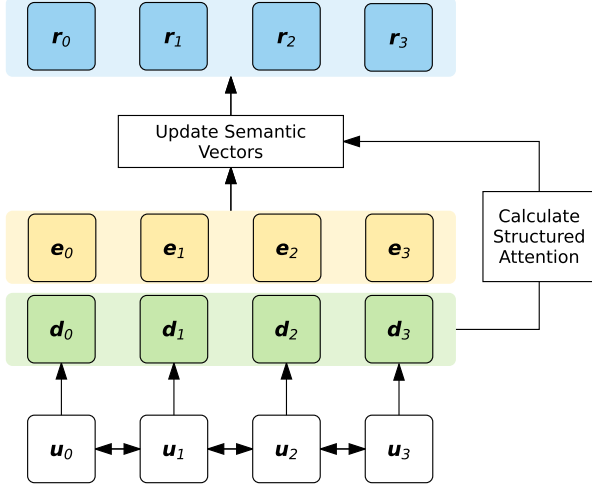 r0 r1 r2 r3
Update Semantic
Vectors
Calculate
Structured
Attention
e0 e1 e2 e3
d0 d1 d2 d3
u0 u1 u2 u3